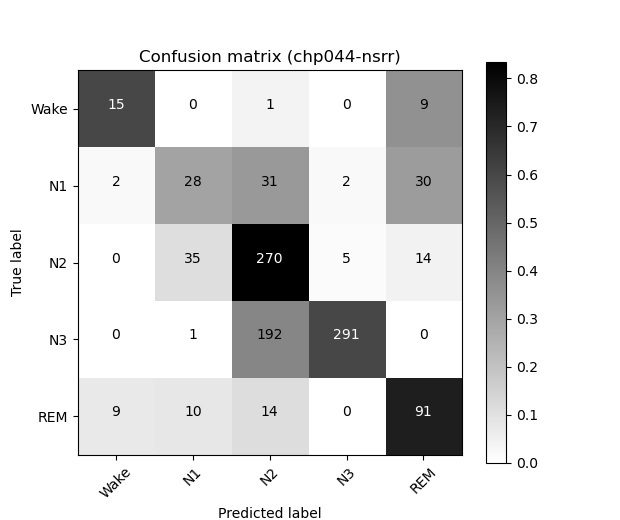 Confusion matrix (chp044-nsrr)
Wake 15 0 1 0 9
N1 2 28 31 2 30
N2 0 35 270 5 14
N3 0 1 192 291 0
REM 9 10 14 0 91
Wake N1 N2 N3 REM
Predicted label
True label
0.8
0.7
0.6
0.5
0.4
0.3
0.2
0.1
0.0